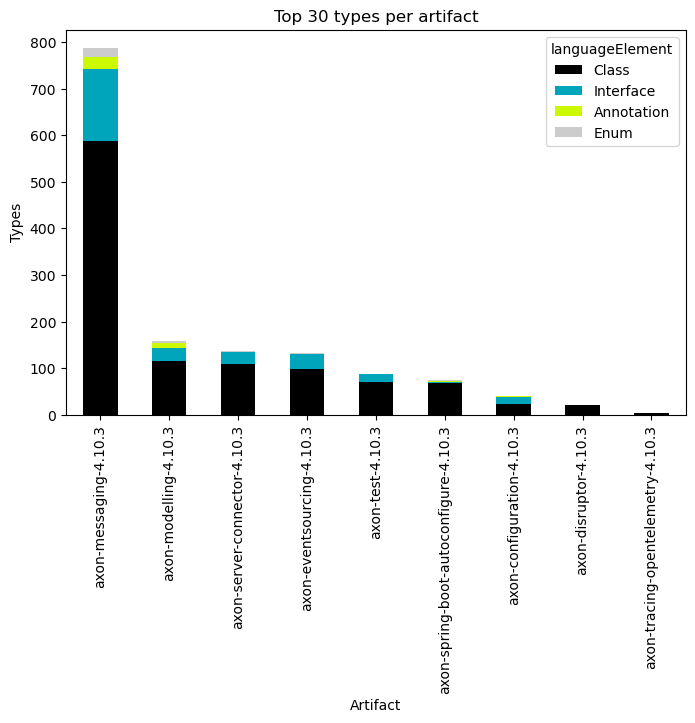 Top 30 types per artifact
languageElement
Class
Interface
Annotation
Enum
Types
800
700
600
500
400
300
200
100
0
axon-messaging-4.10.3
axon-modelling-4.10.3
axon-server-connector-4.10.3
axon-eventsourcing-4.10.3
axon-test-4.10.3
axon-spring-boot-autoconfigure-4.10.3
axon-configuration-4.10.3
axon-disruptor-4.10.3
axon-tracing-opentelemetry-4.10.3
Artifact